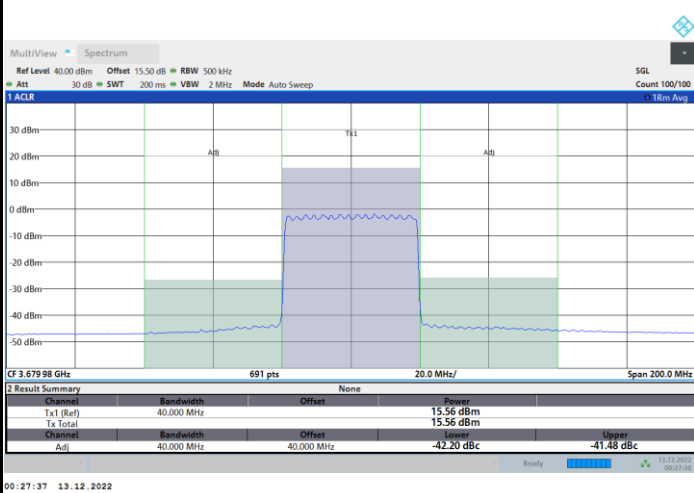 MultiView Spectrum
Ref Level 40.00 dBm Offset 15.50 dB RBW 500 kHz SGL
Att 30 dB SWT 200 ms VBW 2 MHz Mode Auto Sweep Count 100/100
1 ACLR 1Rm Avg
Tx1
30 dBm
Adj Adj
20 dBm
10 dBm
0 dBm
-10 dBm
-20 dBm
-30 dBm
-40 dBm
-50 dBm
CF 3.679 98 GHz 691 pts 20.0 MHz/ Span 200.0 MHz
2 Result Summary None
Channel Bandwidth Offset Power
Tx1 (Ref) 40.000 MHz 15.56 dBm
Tx Total 15.56 dBm
Channel Bandwidth Offset Lower Upper
Adj 40.000 MHz 40.000 MHz -42.20 dBc -41.48 dBc
Ready 13.12.2022
00:27:36
00:27:37 13.12.2022